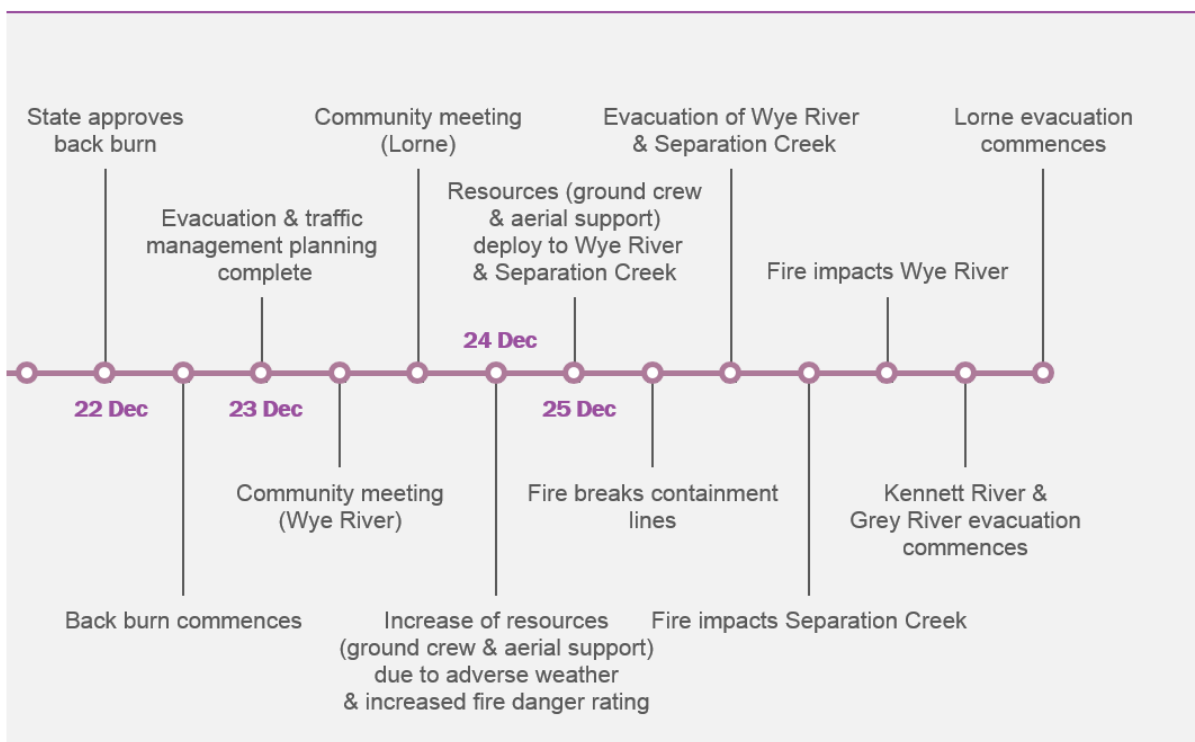 State approves
back burn
Community meeting
(Lorne)
Evacuation of Wye River
& Separation Creek
Lorne evacuation
commences
Evacuation & traffic
management planning
complete
Resources (ground crew
& aerial support)
deploy to Wye River
& Separation Creek
Fire impacts Wye River
24 Dec
22 Dec
23 Dec
25 Dec
Community meeting
(Wye River)
Fire breaks containment
lines
Kennett River &
Grey River evacuation
commences
Back burn commences
Increase of resources
(ground crew & aerial support)
due to adverse weather
& increased fire danger rating
Fire impacts Separation Creek